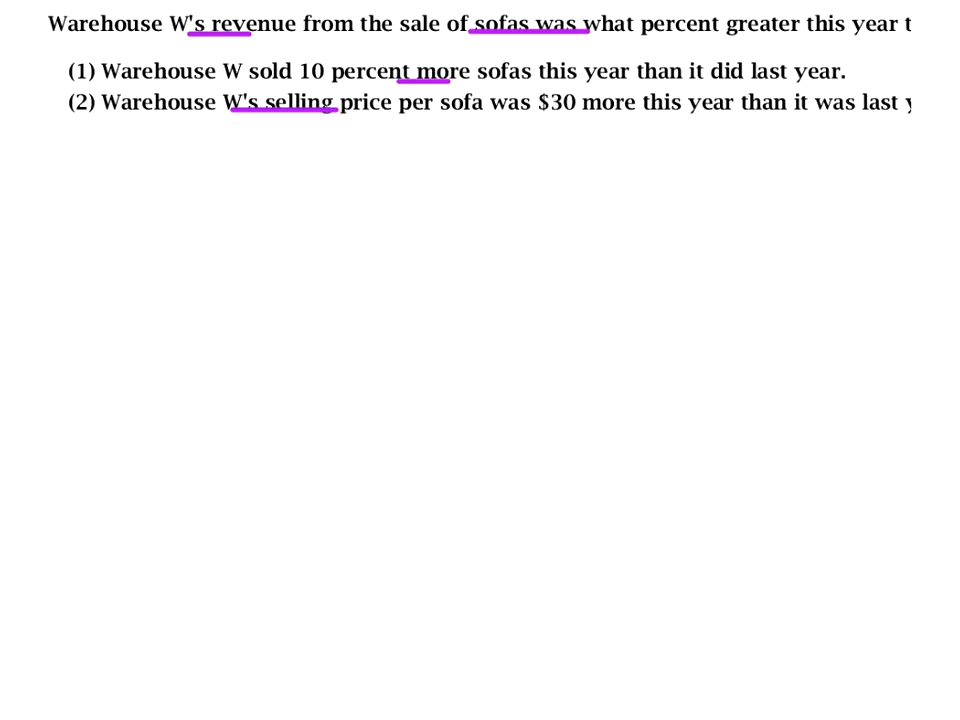 Warehouse W's revenue from the sale of sofas was what percent greater this year
(1) Warehouse W sold 10 percent more sofas this year than it did last year.
(2) Warehouse W's selling price per sofa was $30 more this year than it was last